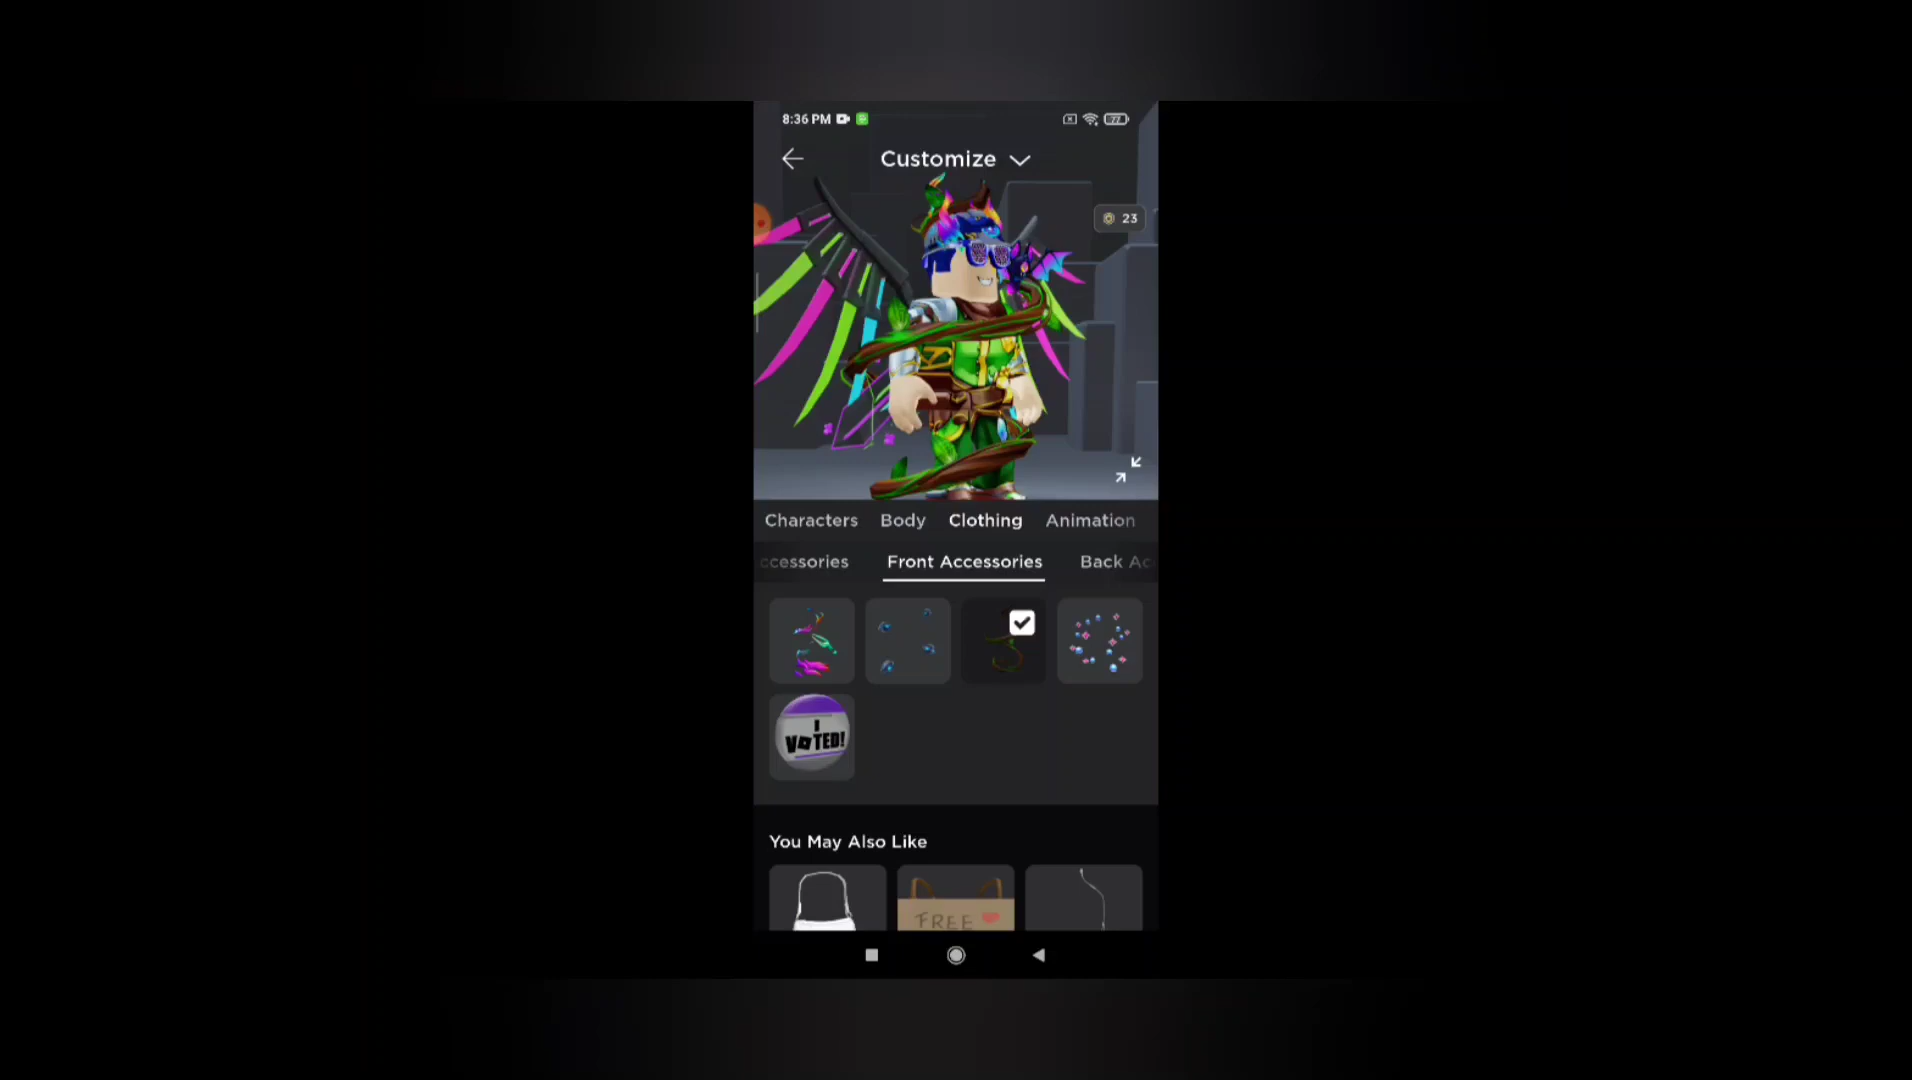 8:36 PM
77
Customize
23
Characters Body Clothing Animation
ccessories Front Accessories Back Ac
I
VOTED!
You May Also Like
FREE